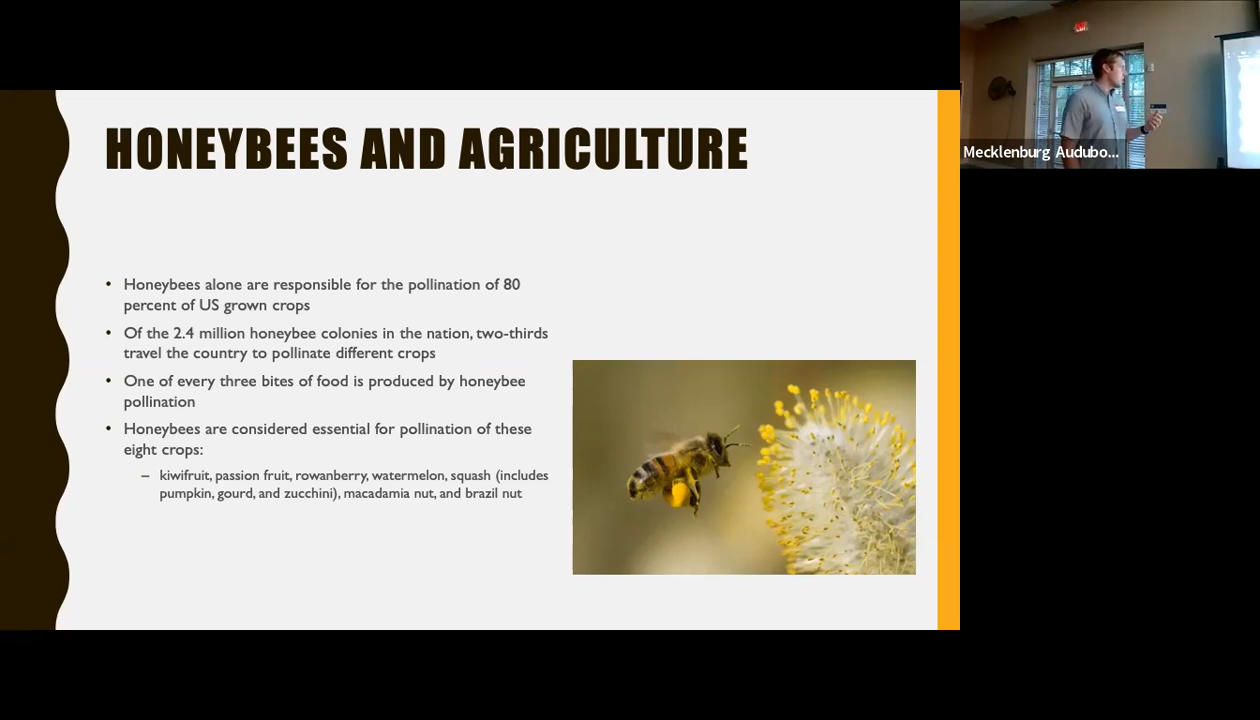 HONEYBEES AND AGRICULTURE
• Honeybees alone are responsible for the pollination of 80
percent of US grown crops
• Of the 2.4 million honeybee colonies in the nation, two-thirds
travel the country to pollinate different crops
• One of every three bites of food is produced by honeybee
pollination
• Honeybees are considered essential for pollination of these
eight crops:
– kiwifruit, passion fruit, rowanberry, watermelon, squash (includes
pumpkin, gourd, and zucchini), macadamia nut, and brazil nut
Mecklenburg Audubo...